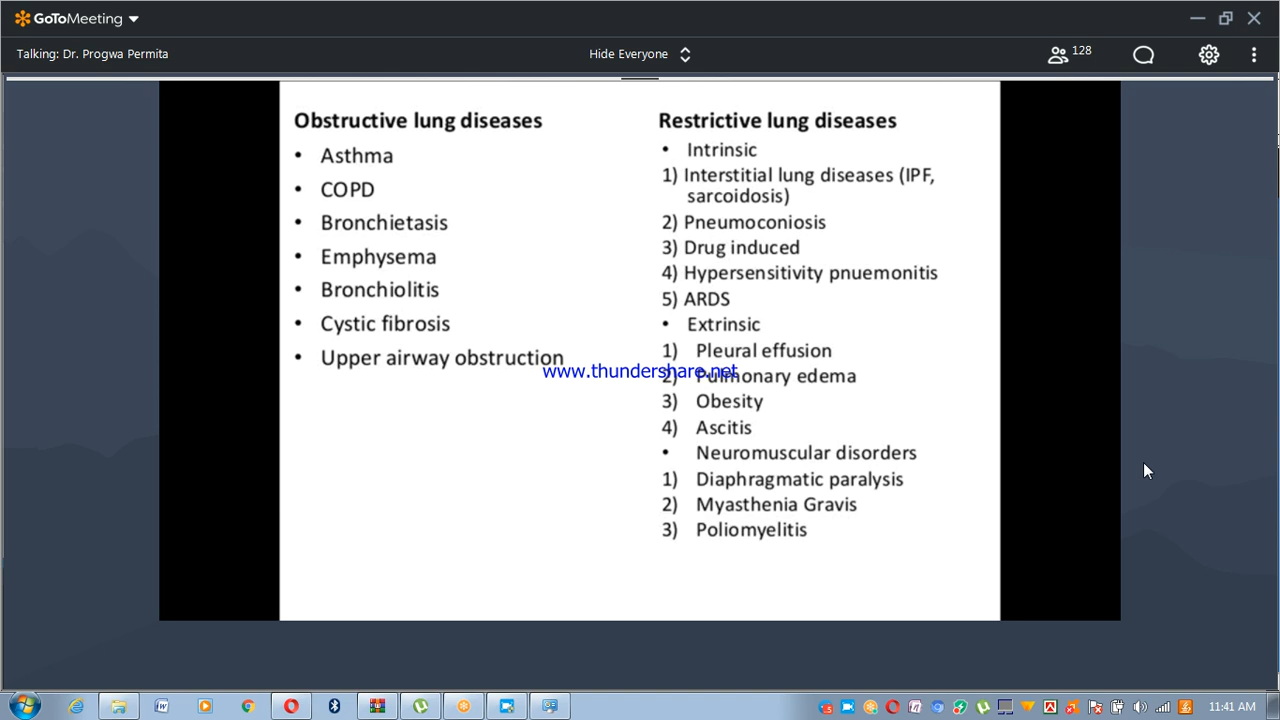 GoToMeeting
Talking: Dr. Progwa Permita
Hide Everyone
128
Obstructive lung diseases
• Asthma
• COPD
• Bronchietasis
• Emphysema
• Bronchiolitis
• Cystic fibrosis
• Upper airway obstruction
Restrictive lung diseases
• Intrinsic
1) Interstitial lung diseases (IPF,
sarcoidosis)
2) Pneumoconiosis
3) Drug induced
4) Hypersensitivity pnuemonitis
5) ARDS
• Extrinsic
1) Pleural effusion
2) Pulmonary edema
3) Obesity
4) Ascitis
• Neuromuscular disorders
1) Diaphragmatic paralysis
2) Myasthenia Gravis
3) Poliomyelitis
www.thundershare.net
11:41 AM